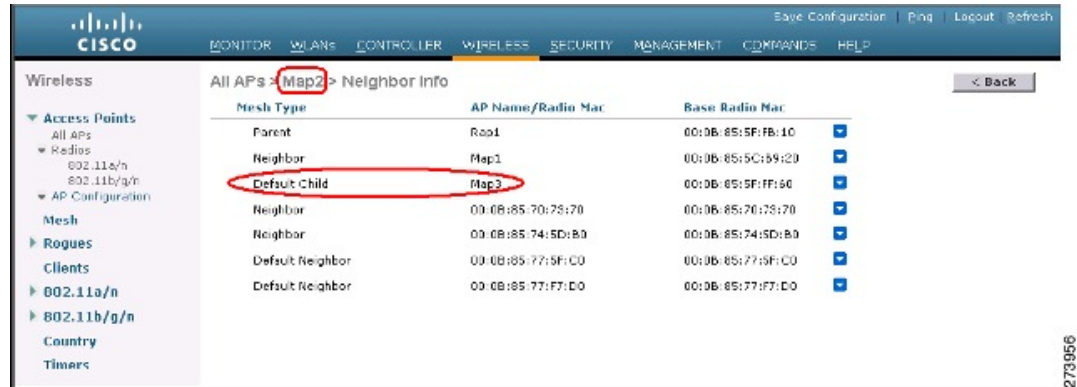 Save Configuration | Ping | Logout | Refresh
CISCO
MONITOR WLANs CONTROLLER WIRELESS SECURITY MANAGEMENT COMMANDS HELP
Wireless
All APs > Map2 > Neighbor Info
< Back
Mesh Type AP Name/Radio Mac Base Radio Mac
Parent Rap1 00:0B:85:5F:FB:10
Neighbor Map1 00:0B:85:5C:B9:20
Default Child Map3 00:0B:85:5F:FF:60
Neighbor 00:0B:85:70:73:70 00:0B:85:70:73:70
Neighbor 00:0B:85:74:5D:B0 00:0B:85:74:5D:B0
Default Neighbor 00:0B:85:77:5F:C0 00:0B:85:77:5F:C0
Default Neighbor 00:0B:85:77:F7:D0 00:0B:85:77:F7:D0
Access Points
All APs
Radios
802.11a/n
802.11b/g/n
AP Configuration
Mesh
Rogues
Clients
802.11a/n
802.11b/g/n
Country
Timers
273956